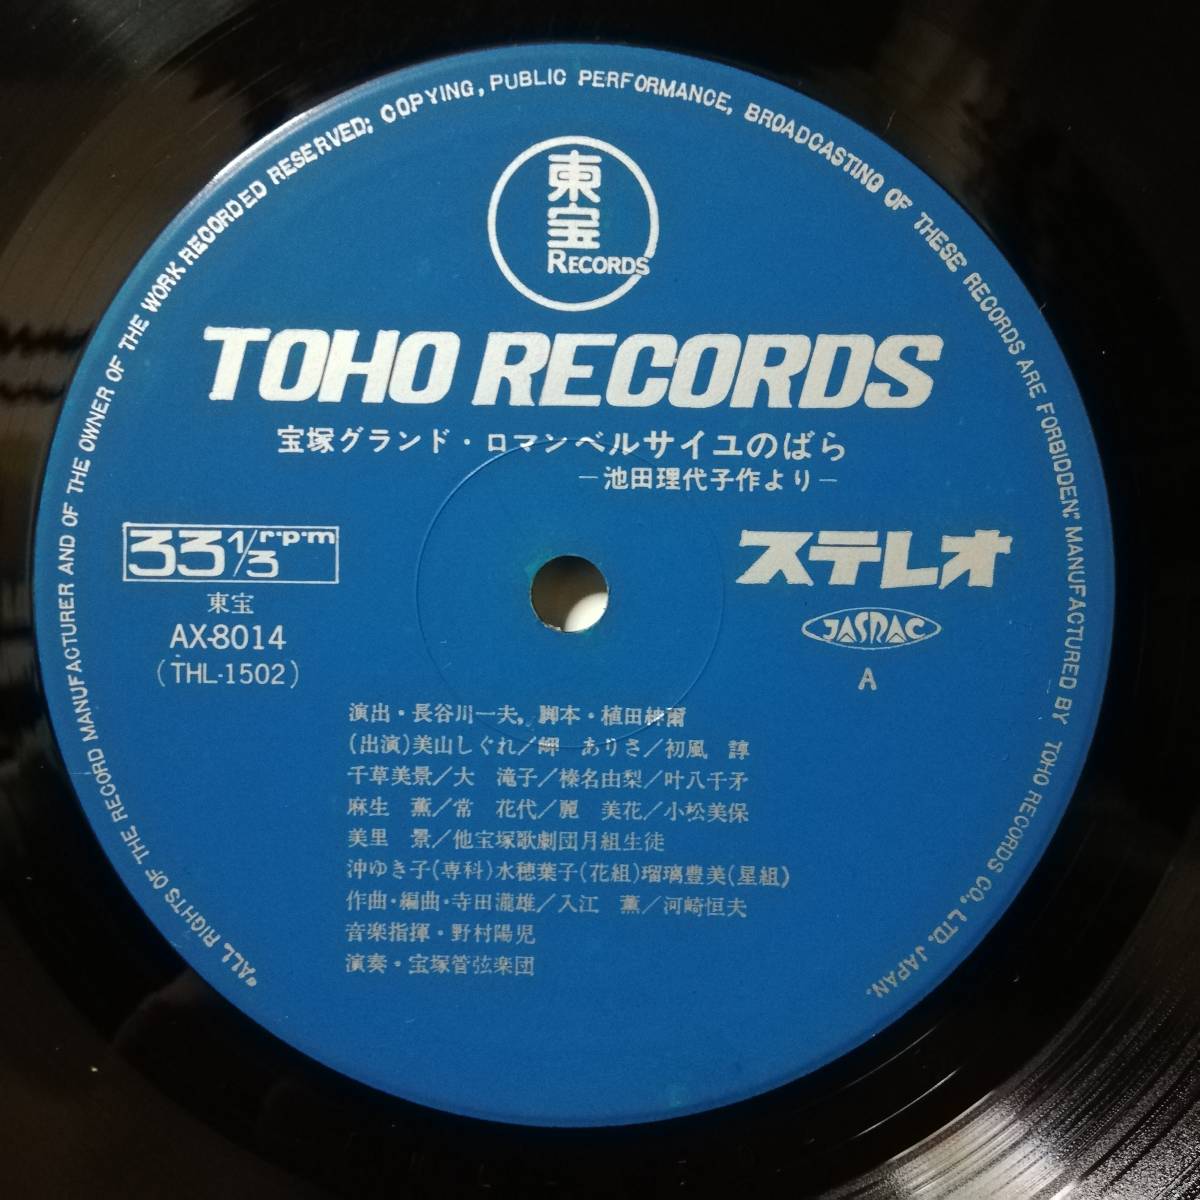 *ALL RIGHTS OF THE RECORD MANUFACTURER AND OF THE OWNER OF THE WORK RECORDED RESERVED; COPYING, PUBLIC PERFORMANCE, BROADCASTING OF THESE RECORDS ARE FORBIDDEN." MANUFACTURED BY TOHO RECORDS CO., LTD. JAPAN.
東宝
RECORDS
TOHO RECORDS
宝塚グランド・ロマンベルサイユのばら
―池田理代子作より―
33 1/3 r.p.m
ステレオ
東宝
AX-8014
(THL-1502)
JASRAC
A
演出・長谷川一夫, 脚本・植田紳爾
(出演)美山しぐれ/岬 ありさ/初風 諄
千草美景/大 滝子/榛名由梨/叶八千矛
麻生 薫/常 花代/麗 美花/小松美保
美里 景/他宝塚歌劇団月組生徒
沖ゆき子(専科)水穂葉子(花組)瑠璃豊美(星組)
作曲・編曲・寺田瀧雄/入江 薫/河崎恒夫
音楽指揮・野村陽児
演奏・宝塚管弦楽団